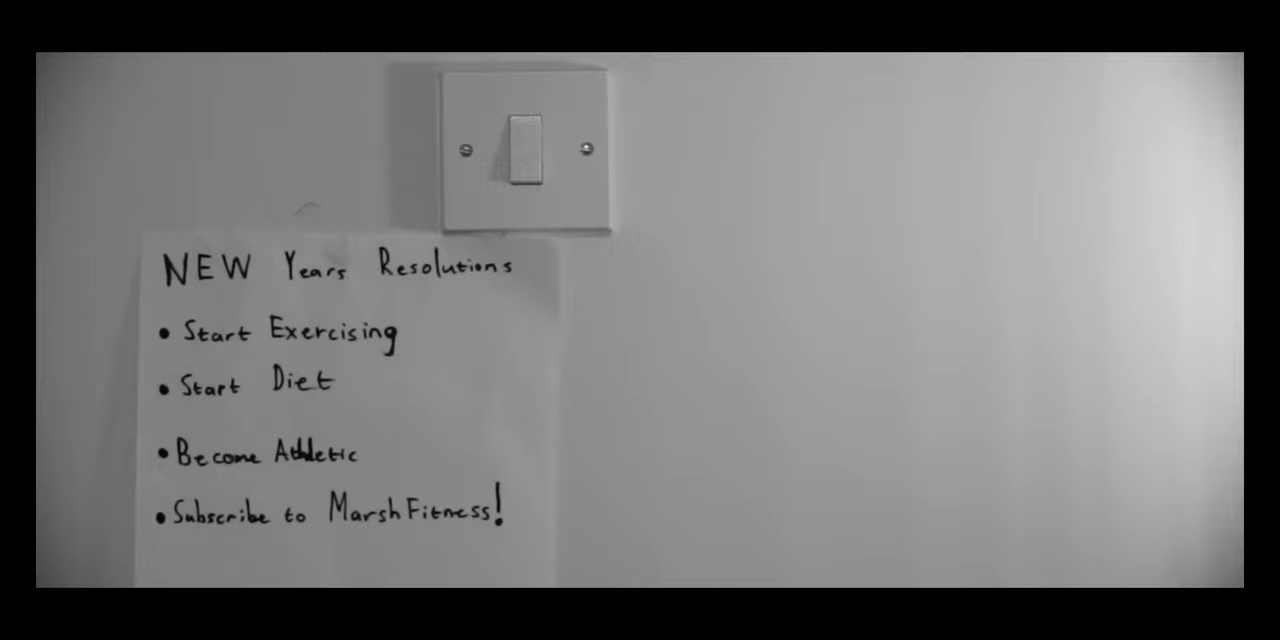 NEW Years Resolutions
• Start Exercising
• Start Diet
• Become Athletic
• Subscribe to MarshFitness!